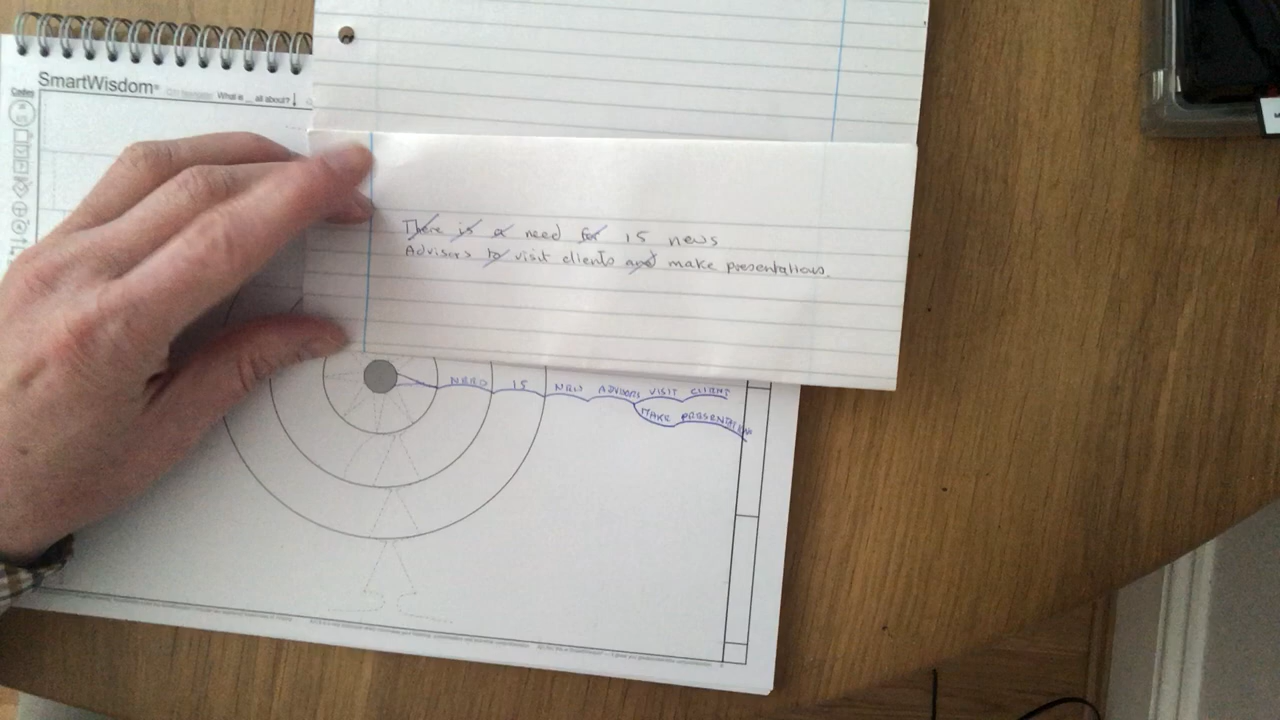 SmartWisdom®
What is _ all about?
There is a need for 15 news
Advisors to visit clients and make presentations.
NEED 15 NEW ADVISORS VISIT CLIENT
MAKE PRESENTATION